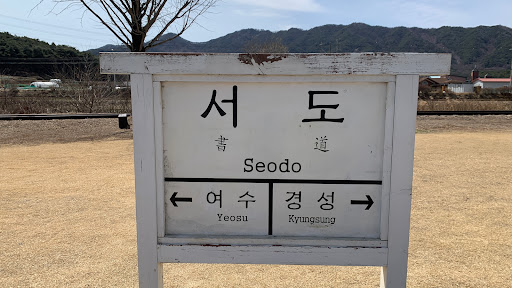 서 도
書 道
Seodo
← 여수 경성 →
Yeosu Kyungsung